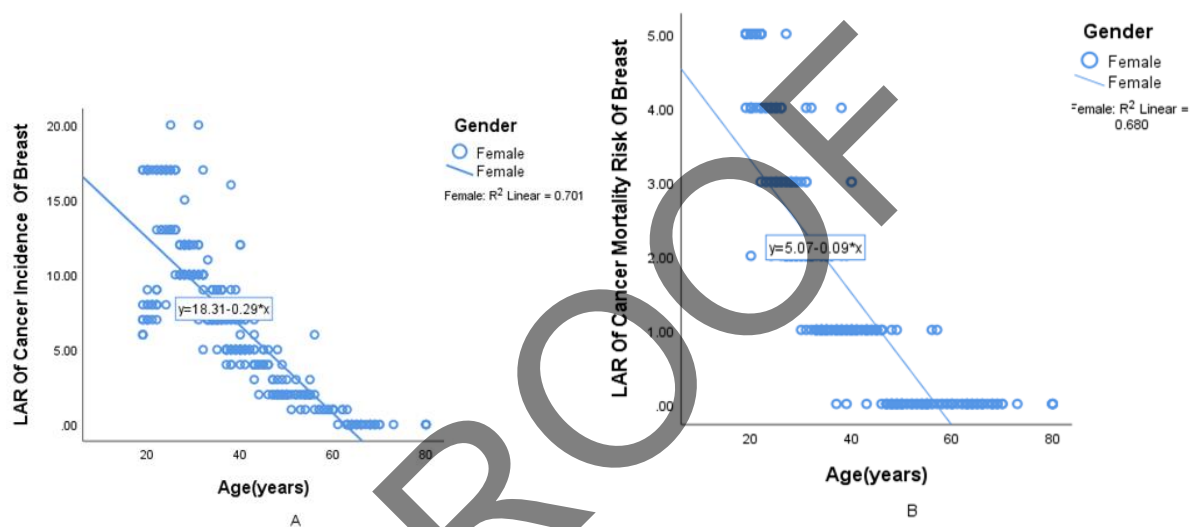 LAR Of Cancer Incidence Of Breast
20.00
15.00
10.00
5.00
.00
y=18.31-0.29*x
20
40
60
80
Age(years)
A
Gender
Female
Female
Female: R² Linear = 0.701
LAR Of Cancer Mortality Risk Of Breast
5.00
4.00
3.00
2.00
1.00
.00
y=5.07-0.09*x
20
40
60
80
Age(years)
B
Gender
Female
Female
Female: R² Linear =
0.680
ROOF